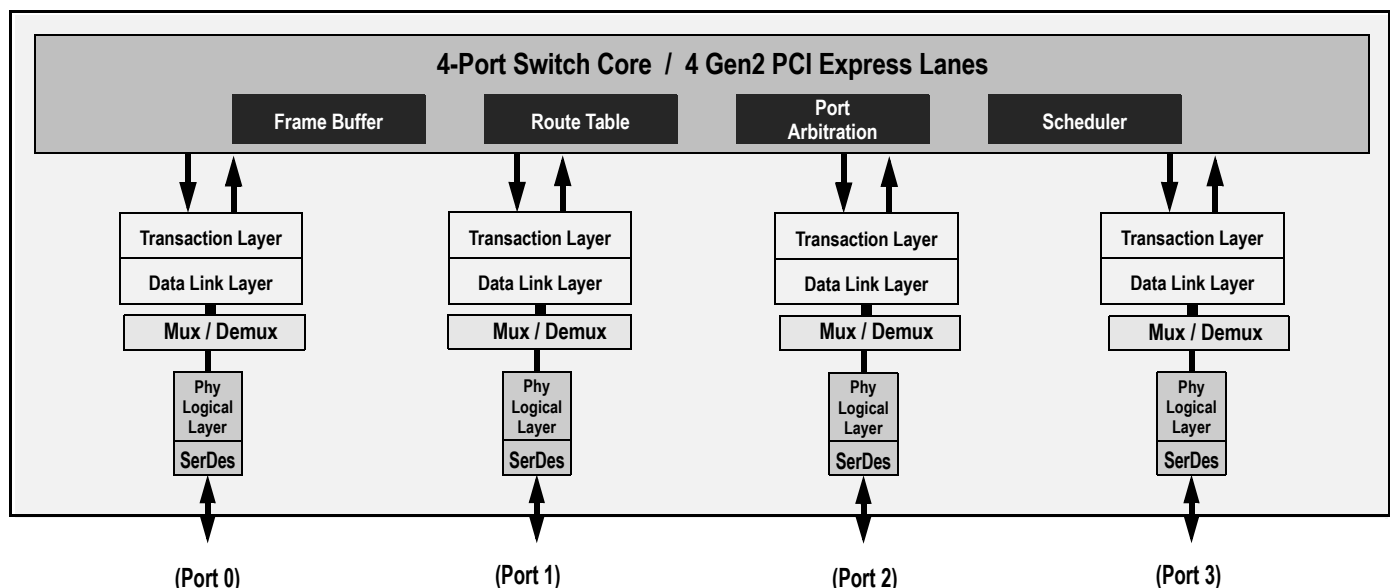 4-Port Switch Core / 4 Gen2 PCI Express Lanes
Frame Buffer
Route Table
Port
Arbitration
Scheduler
Transaction Layer
Data Link Layer
Mux / Demux
Phy
Logical
Layer
SerDes
(Port 0)
Transaction Layer
Data Link Layer
Mux / Demux
Phy
Logical
Layer
SerDes
(Port 1)
Transaction Layer
Data Link Layer
Mux / Demux
Phy
Logical
Layer
SerDes
(Port 2)
Transaction Layer
Data Link Layer
Mux / Demux
Phy
Logical
Layer
SerDes
(Port 3)